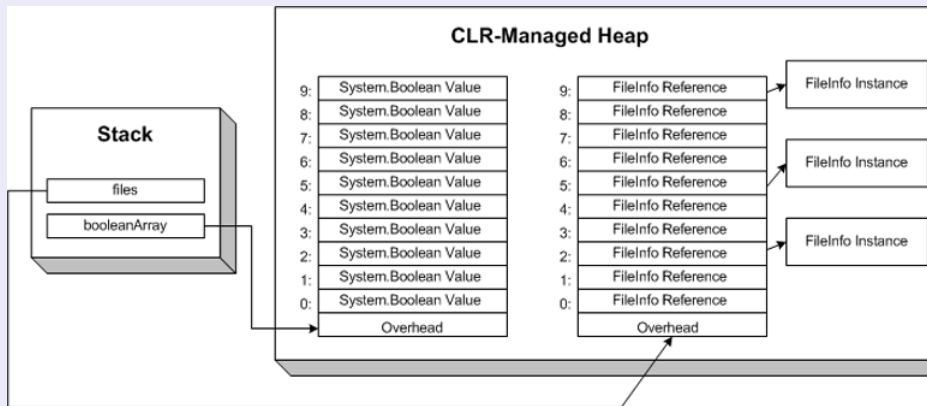 CLR-Managed Heap
Stack
files
booleanArray
9: System.Boolean Value
8: System.Boolean Value
7: System.Boolean Value
6: System.Boolean Value
5: System.Boolean Value
4: System.Boolean Value
3: System.Boolean Value
2: System.Boolean Value
1: System.Boolean Value
0: System.Boolean Value
Overhead
9: FileInfo Reference
8: FileInfo Reference
7: FileInfo Reference
6: FileInfo Reference
5: FileInfo Reference
4: FileInfo Reference
3: FileInfo Reference
2: FileInfo Reference
1: FileInfo Reference
0: FileInfo Reference
Overhead
FileInfo Instance
FileInfo Instance
FileInfo Instance